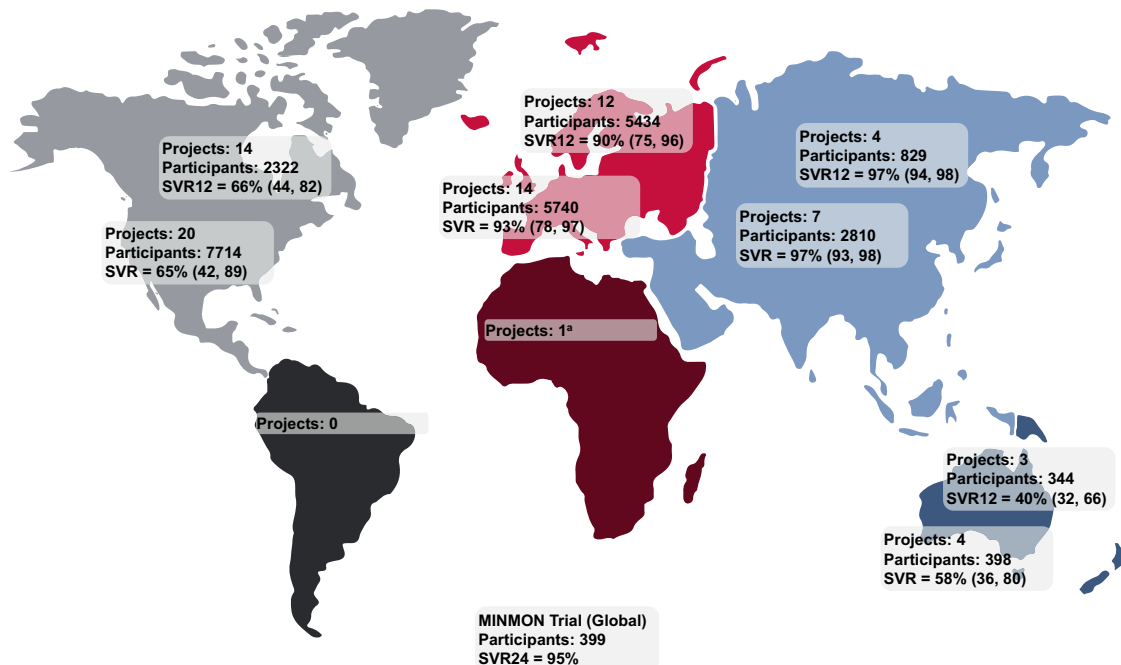 Projects: 12
Participants: 5434
SVR12 = 90% (75, 96)
Projects: 14
Participants: 2322
SVR12 = 66% (44, 82)
Projects: 4
Participants: 829
SVR12 = 97% (94, 98)
Projects: 14
Participants: 5740
SVR = 93% (78, 97)
Projects: 20
Participants: 7714
SVR = 65% (42, 89)
Projects: 7
Participants: 2810
SVR = 97% (93, 98)
Projects: 1ᵃ
Projects: 0
Projects: 3
Participants: 344
SVR12 = 40% (32, 66)
Projects: 4
Participants: 398
SVR = 58% (36, 80)
MINMON Trial (Global)
Participants: 399
SVR24 = 95%